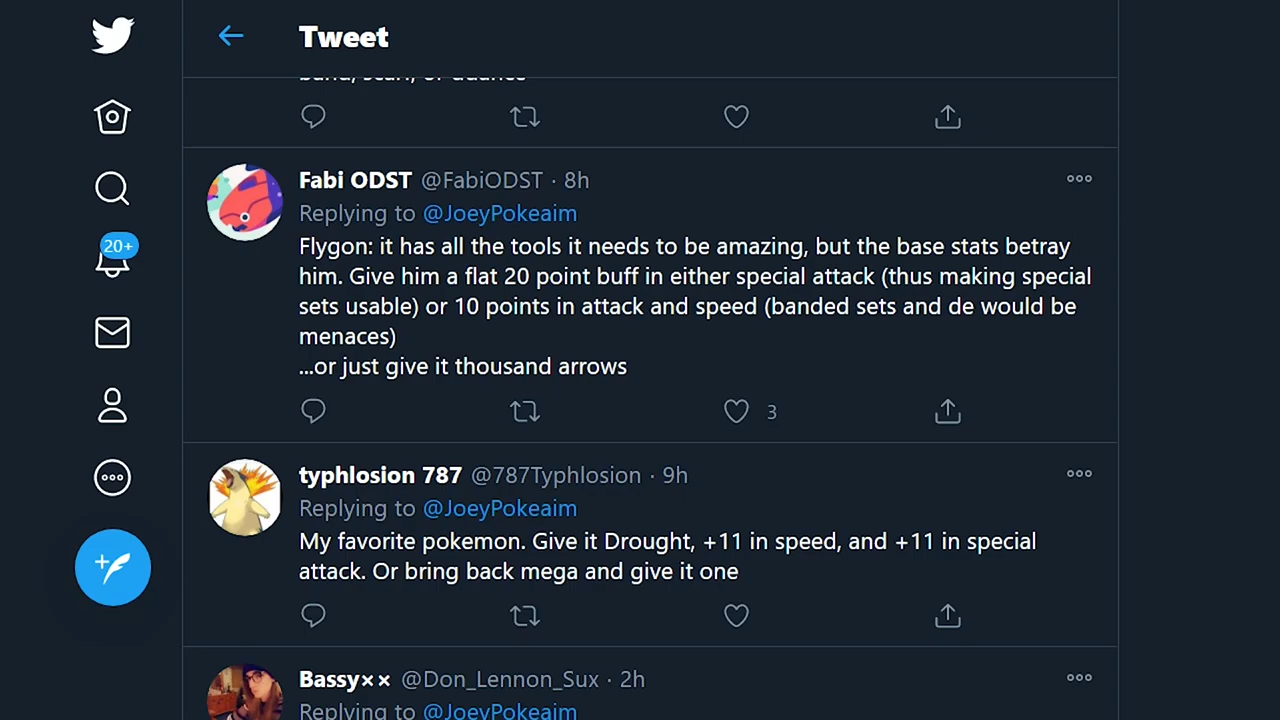 Tweet
Fabi ODST @FabiODST · 8h
Replying to @JoeyPokeaim
Flygon: it has all the tools it needs to be amazing, but the base stats betray
him. Give him a flat 20 point buff in either special attack (thus making special
sets usable) or 10 points in attack and speed (banded sets and de would be
menaces)
...or just give it thousand arrows
3
20+
typhlosion 787 @787Typhlosion · 9h
Replying to @JoeyPokeaim
My favorite pokemon. Give it Drought, +11 in speed, and +11 in special
attack. Or bring back mega and give it one
Bassy×× @Don_Lennon_Sux · 2h
Replying to @JoeyPokeaim